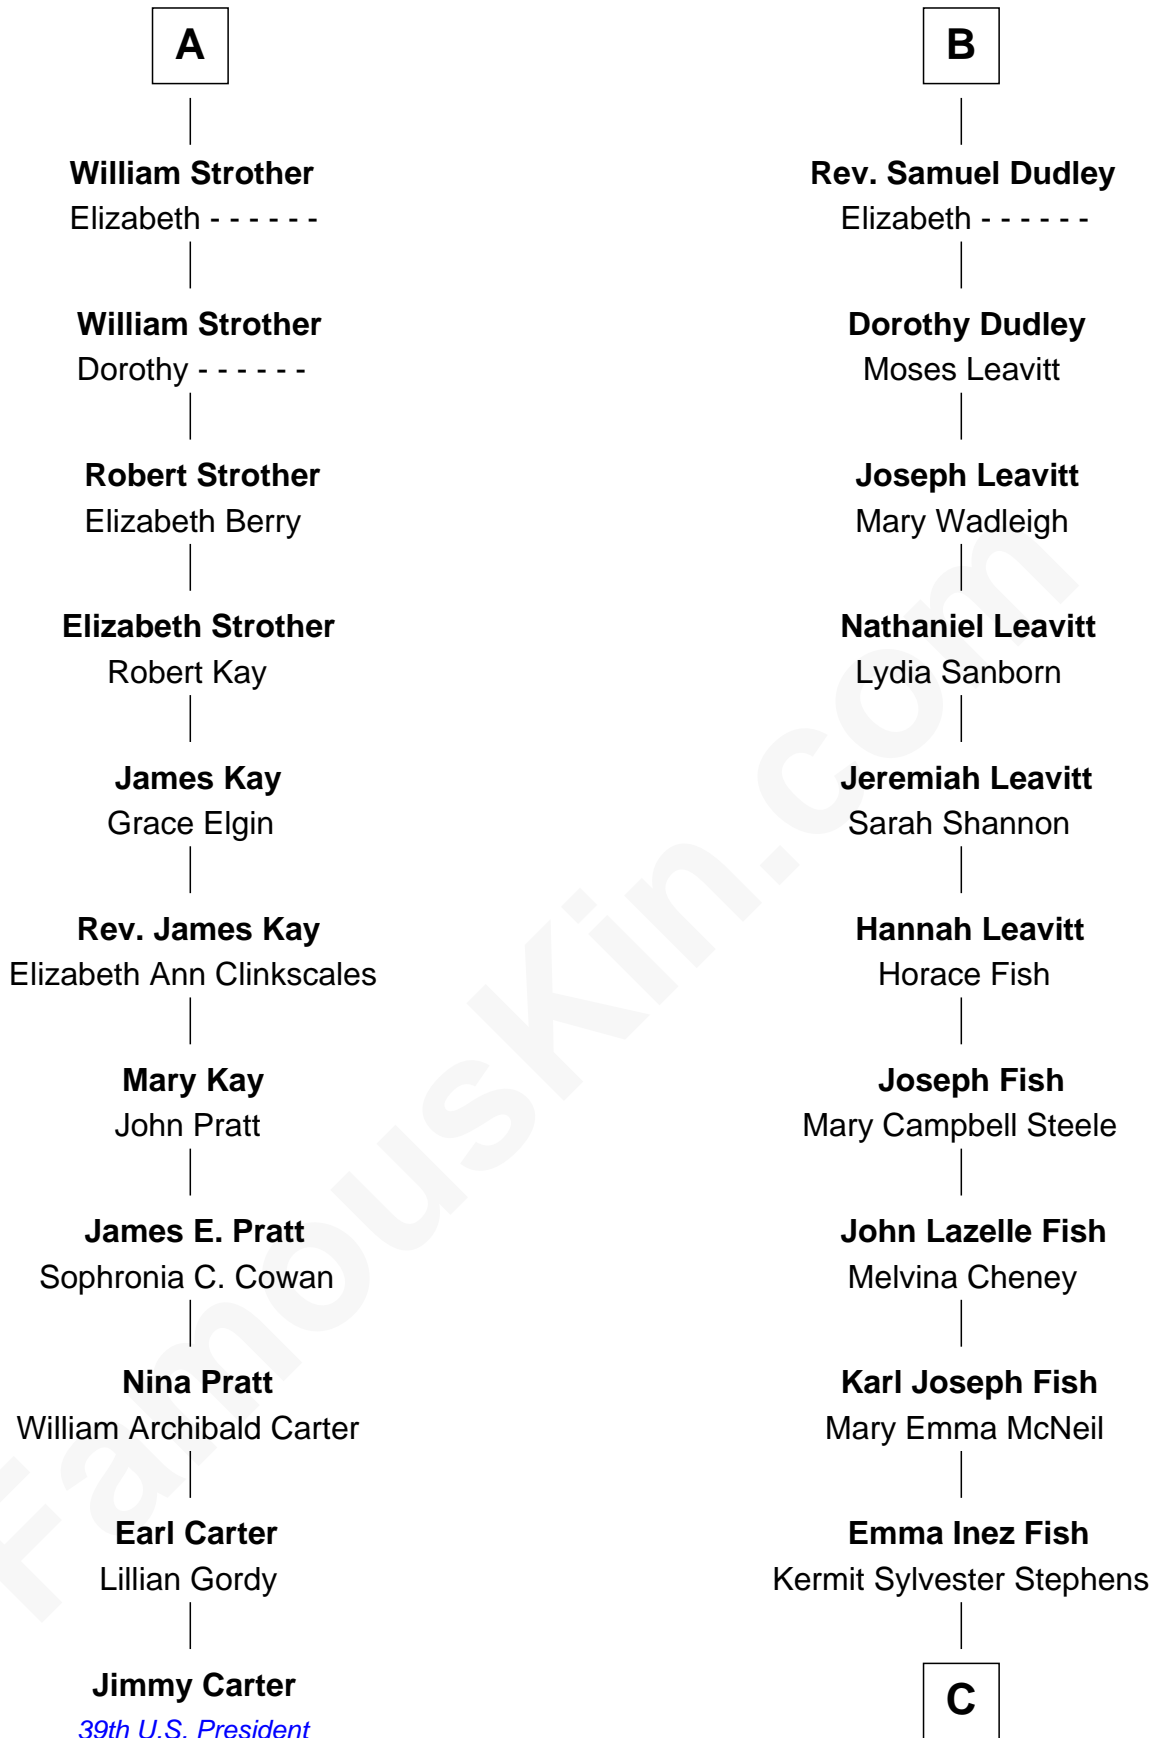 A
William Strother
Elizabeth - - - - - -
William Strother
Dorothy - - - - - -
Robert Strother
Elizabeth Berry
Elizabeth Strother
Robert Kay
James Kay
Grace Elgin
Rev. James Kay
Elizabeth Ann Clinkscales
Mary Kay
John Pratt
James E. Pratt
Sophronia C. Cowan
Nina Pratt
William Archibald Carter
Earl Carter
Lillian Gordy
Jimmy Carter
39th U.S. President
B
Rev. Samuel Dudley
Elizabeth - - - - - -
Dorothy Dudley
Moses Leavitt
Joseph Leavitt
Mary Wadleigh
Nathaniel Leavitt
Lydia Sanborn
Jeremiah Leavitt
Sarah Shannon
Hannah Leavitt
Horace Fish
Joseph Fish
Mary Campbell Steele
John Lazelle Fish
Melvina Cheney
Karl Joseph Fish
Mary Emma McNeil
Emma Inez Fish
Kermit Sylvester Stephens
C
FamousKin.com